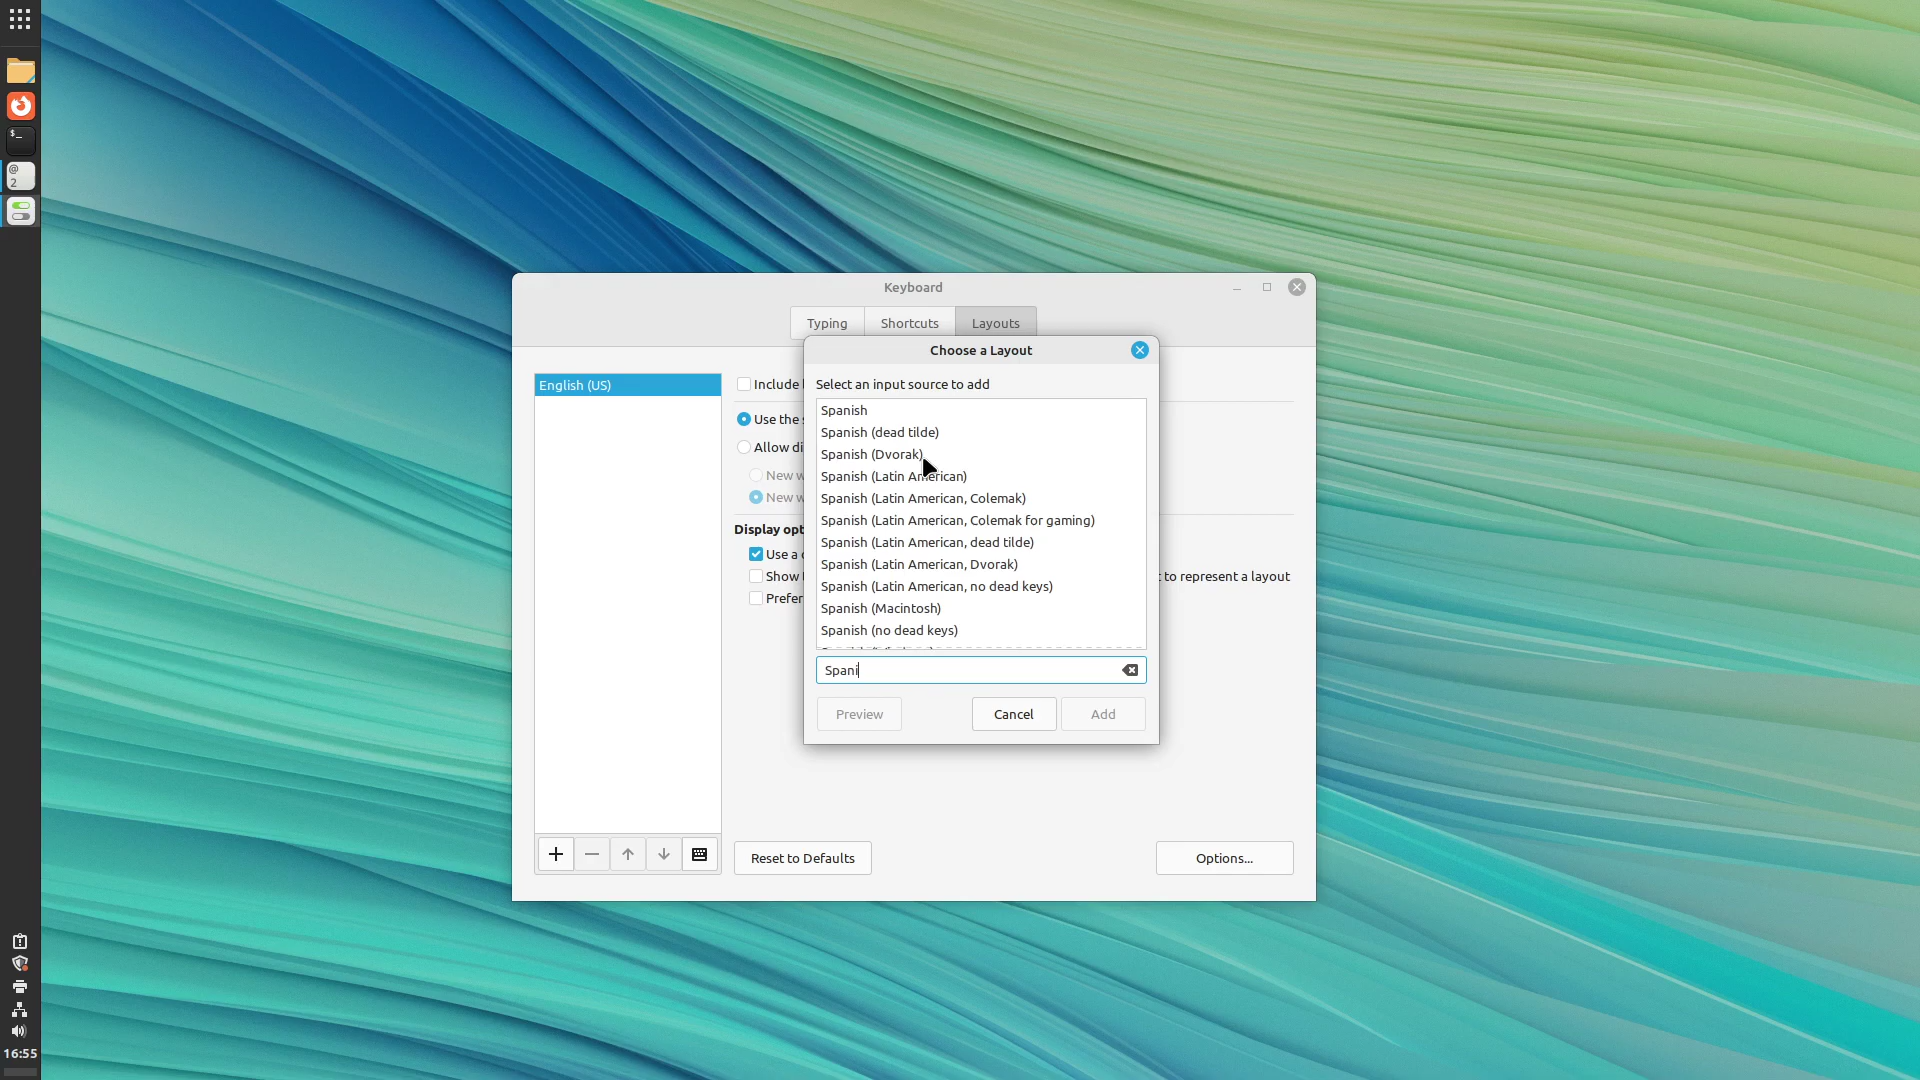 $_
@
2
Keyboard
Typing
Shortcuts
Layouts
Choose a Layout
English (US)
Include
Select an input source to add
Use the
Allow
New
New
Display
Use a
Show
to represent a layout
Prefer
Spanish
Spanish (dead tilde)
Spanish (Dvorak)
Spanish (Latin American)
Spanish (Latin American, Colemak)
Spanish (Latin American, Colemak for gaming)
Spanish (Latin American, dead tilde)
Spanish (Latin American, Dvorak)
Spanish (Latin American, no dead keys)
Spanish (Macintosh)
Spanish (no dead keys)
Spani
Preview
Cancel
Add
Reset to Defaults
Options...
16:55